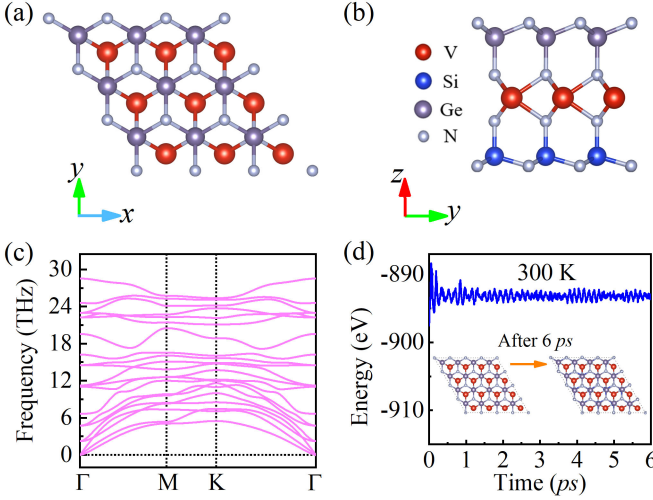 (a)
y
x
(b)
V
Si
Ge
N
z
y
(c)
Frequency (THz)
30
24
18
12
6
0
Γ
M
K
Γ
(d)
Energy (eV)
-890
-900
-910
300 K
After 6 ps
0
1
2
3
4
5
6
Time (ps)